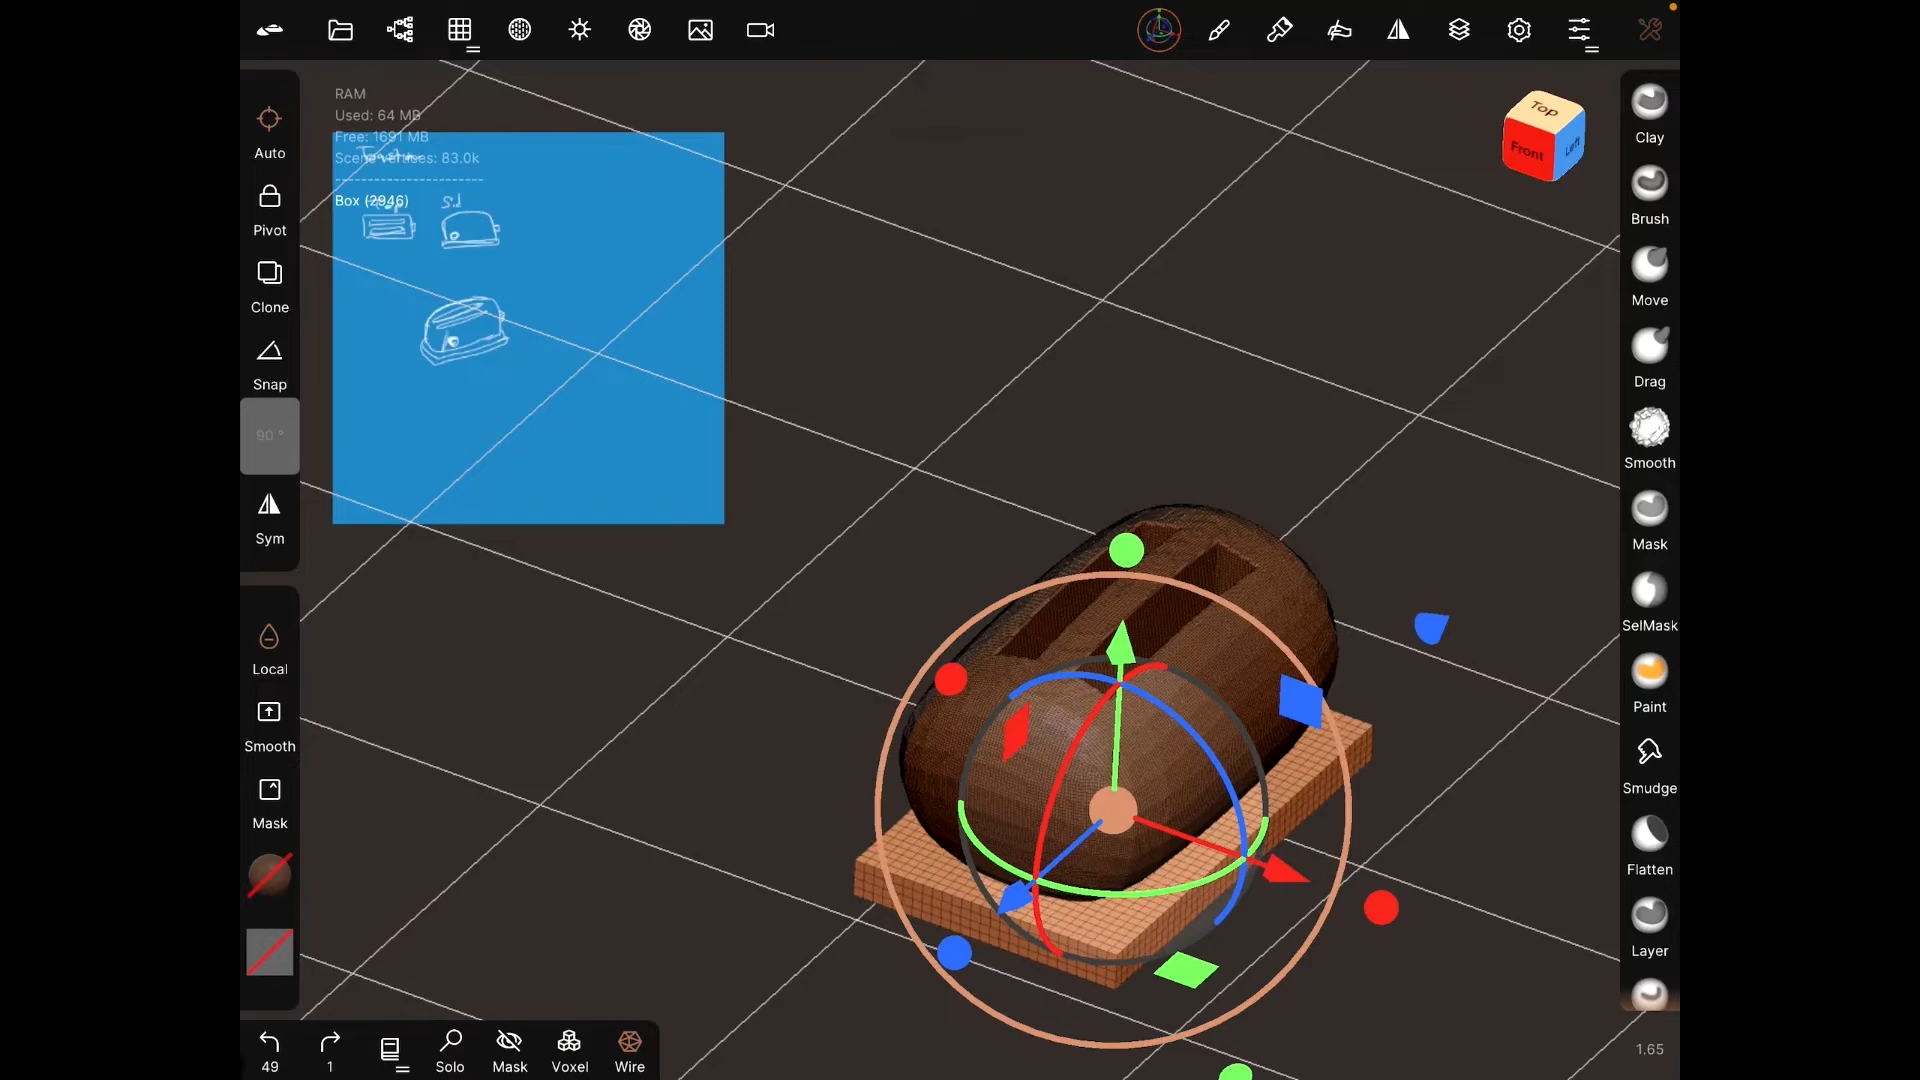 RAM
Used: 64 MB
Free: 1691 MB
Scene vertises: 83.0k
Box (2946)
Top
Front
Left
Auto
Pivot
Clone
Snap
90 °
Sym
Local
Smooth
Mask
Clay
Brush
Move
Drag
Smooth
Mask
SelMask
Paint
Smudge
Flatten
Layer
49
1
Solo
Mask
Voxel
Wire
1.65